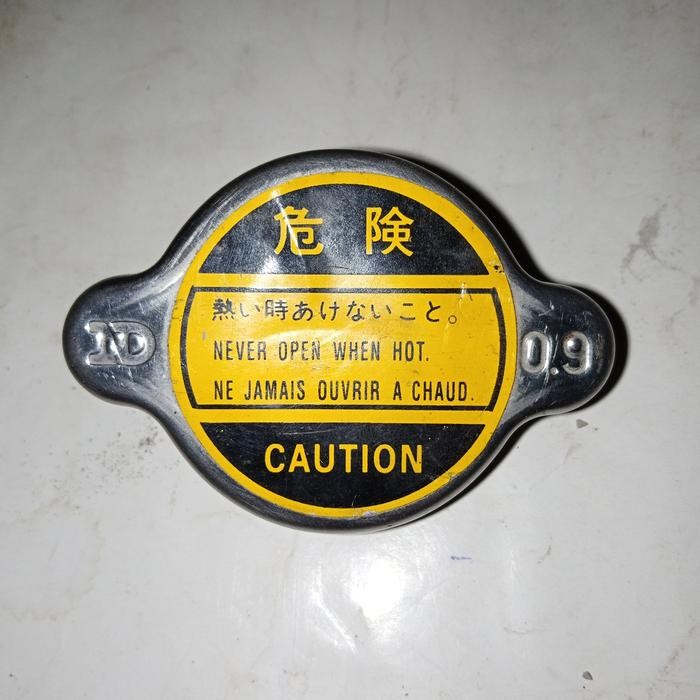 危険
熱い時あけないこと。
NEVER OPEN WHEN HOT.
NE JAMAIS OUVRIR A CHAUD.
CAUTION
0.9